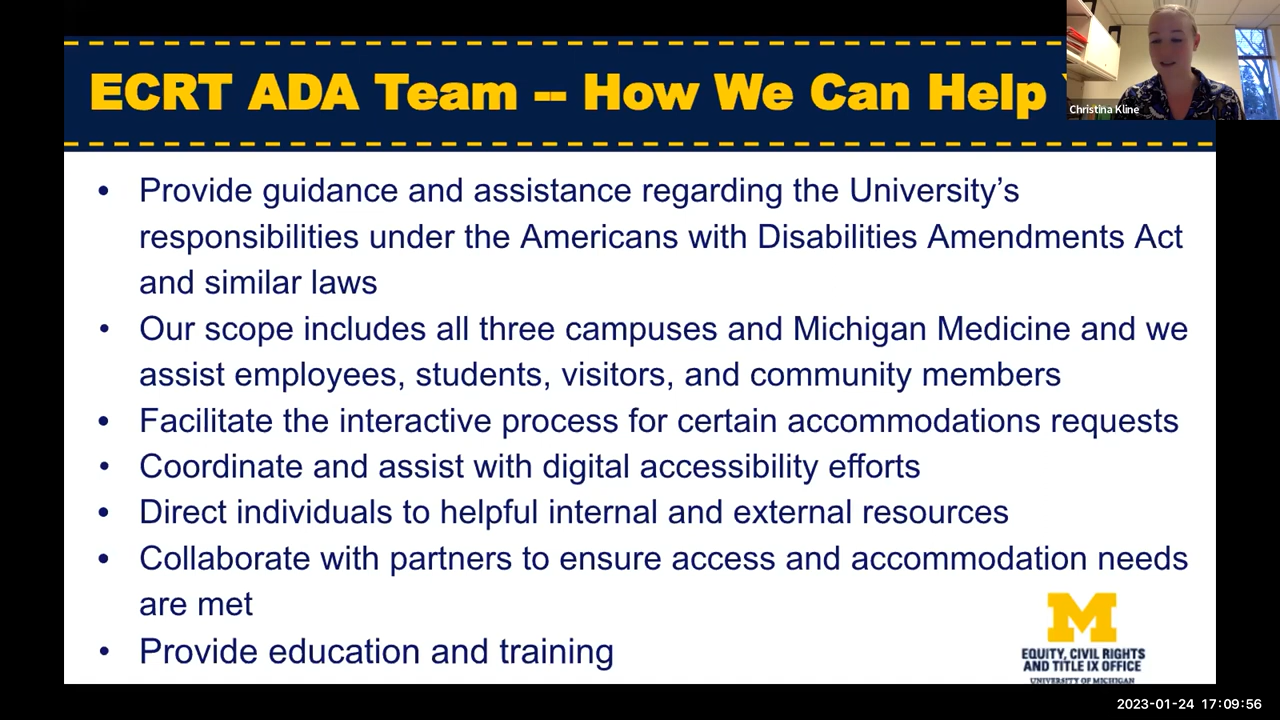 ECRT ADA Team -- How We Can Help
Christina Kline
• Provide guidance and assistance regarding the University’s
responsibilities under the Americans with Disabilities Amendments Act
and similar laws
• Our scope includes all three campuses and Michigan Medicine and we
assist employees, students, visitors, and community members
• Facilitate the interactive process for certain accommodations requests
• Coordinate and assist with digital accessibility efforts
• Direct individuals to helpful internal and external resources
• Collaborate with partners to ensure access and accommodation needs
are met
• Provide education and training
M
EQUITY, CIVIL RIGHTS
AND TITLE IX OFFICE
UNIVERSITY OF MICHIGAN
2023-01-24 17:09:56